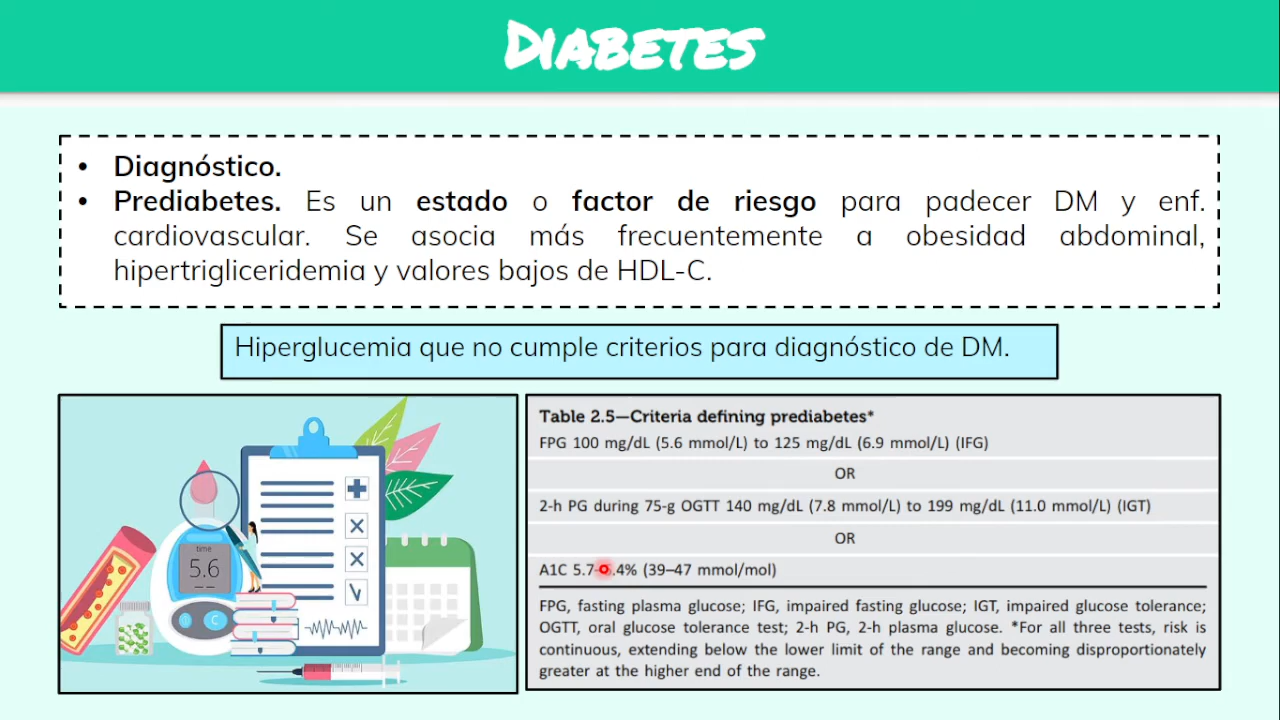 DIABETES
• Diagnóstico.
• Prediabetes. Es un estado o factor de riesgo para padecer DM y enf.
cardiovascular. Se asocia más frecuentemente a obesidad abdominal,
hipertrigliceridemia y valores bajos de HDL-C.
Hiperglucemia que no cumple criterios para diagnóstico de DM.
time
5.6
C
Table 2.5—Criteria defining prediabetes*
FPG 100 mg/dL (5.6 mmol/L) to 125 mg/dL (6.9 mmol/L) (IFG)
OR
2-h PG during 75-g OGTT 140 mg/dL (7.8 mmol/L) to 199 mg/dL (11.0 mmol/L) (IGT)
OR
A1C 5.7- .4% (39–47 mmol/mol)
FPG, fasting plasma glucose; IFG, impaired fasting glucose; IGT, impaired glucose tolerance;
OGTT, oral glucose tolerance test; 2-h PG, 2-h plasma glucose. *For all three tests, risk is
continuous, extending below the lower limit of the range and becoming disproportionately
greater at the higher end of the range.